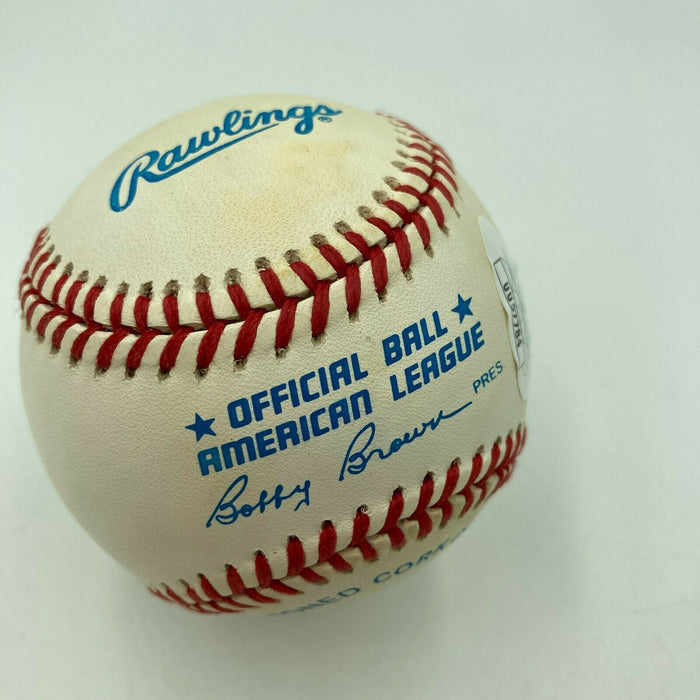 Rawlings®
★ OFFICIAL BALL ★
AMERICAN LEAGUE
Bobby Brown PRES.